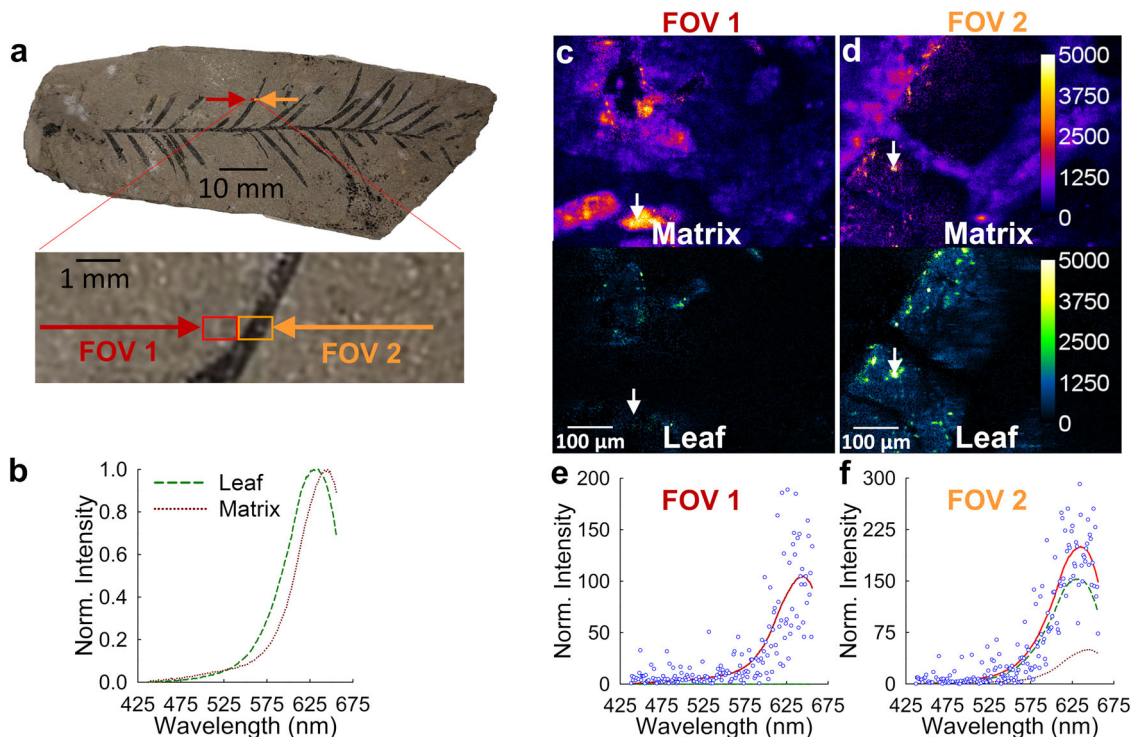 a
10 mm
1 mm
FOV 1
FOV 2
b
1.0
0.8
0.6
0.4
0.2
0.0
Norm. Intensity
Leaf
Matrix
425 475 525 575 625 675
Wavelength (nm)
FOV 1
FOV 2
c
d
Matrix
Matrix
5000
3750
2500
1250
0
100 µm
Leaf
100 µm
Leaf
5000
3750
2500
1250
0
e
FOV 1
200
150
100
50
0
Norm. Intensity
425 475 525 575 625 675
Wavelength (nm)
f
FOV 2
300
225
150
75
0
Norm. Intensity
425 475 525 575 625 675
Wavelength (nm)